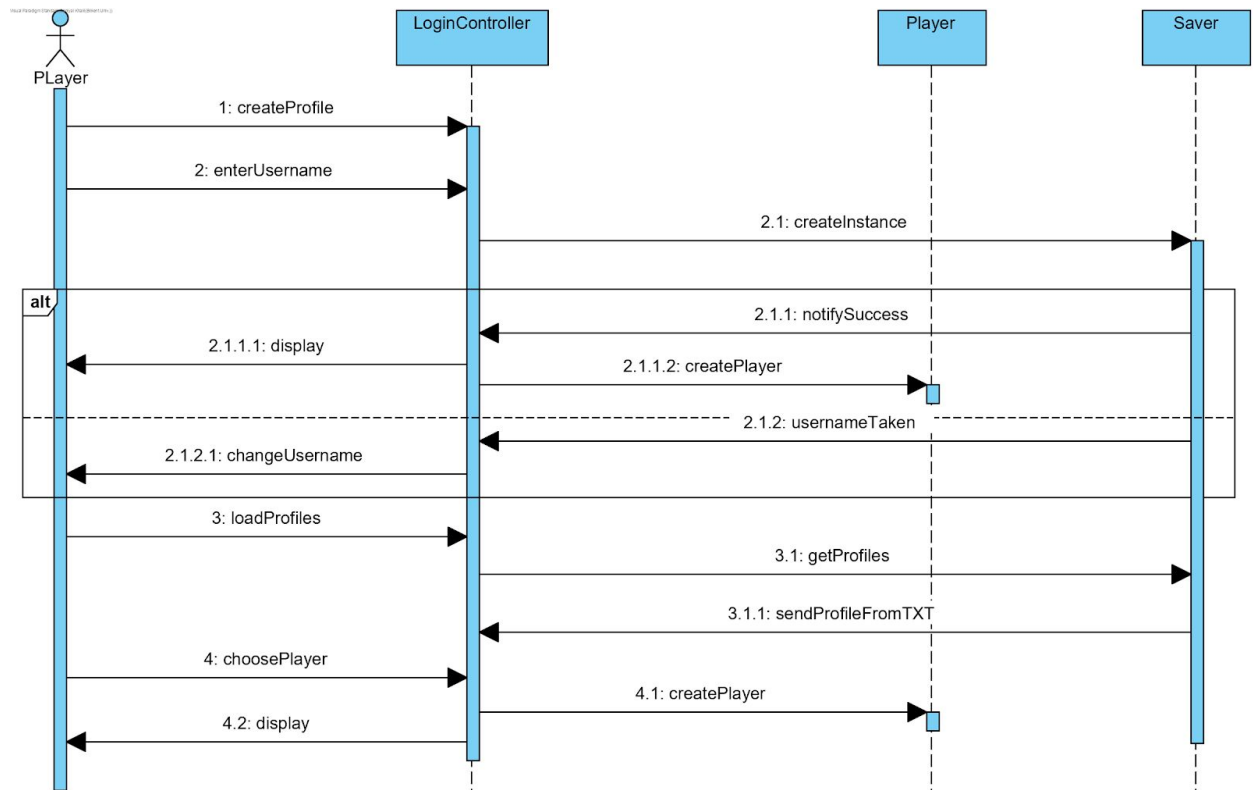 PLayer
LoginController
Player
Saver
1: createProfile
2: enterUsername
2.1: createInstance
alt
2.1.1: notifySuccess
2.1.1.1: display
2.1.1.2: createPlayer
2.1.2: usernameTaken
2.1.2.1: changeUsername
3: loadProfiles
3.1: getProfiles
3.1.1: sendProfileFromTXT
4: choosePlayer
4.1: createPlayer
4.2: display